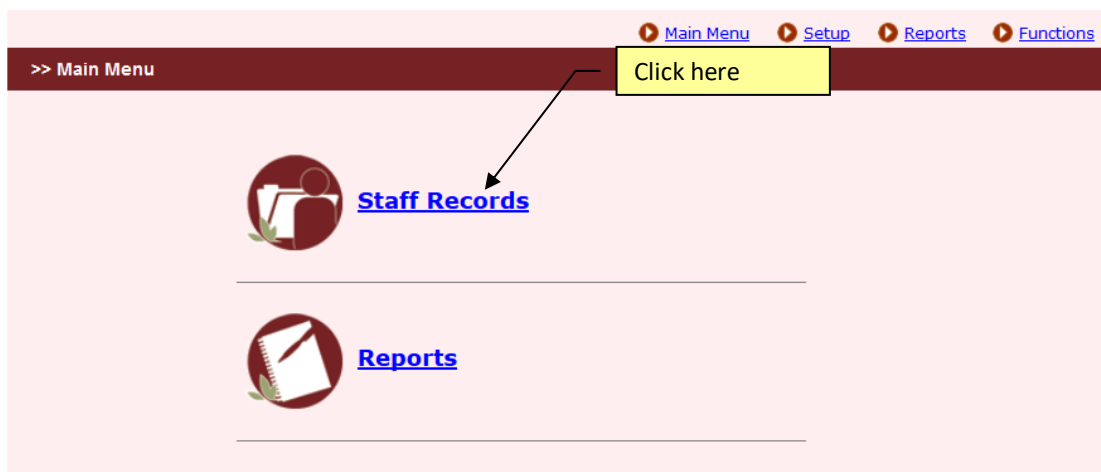 Main Menu Setup Reports Functions
>> Main Menu
Click here
Staff Records
Reports